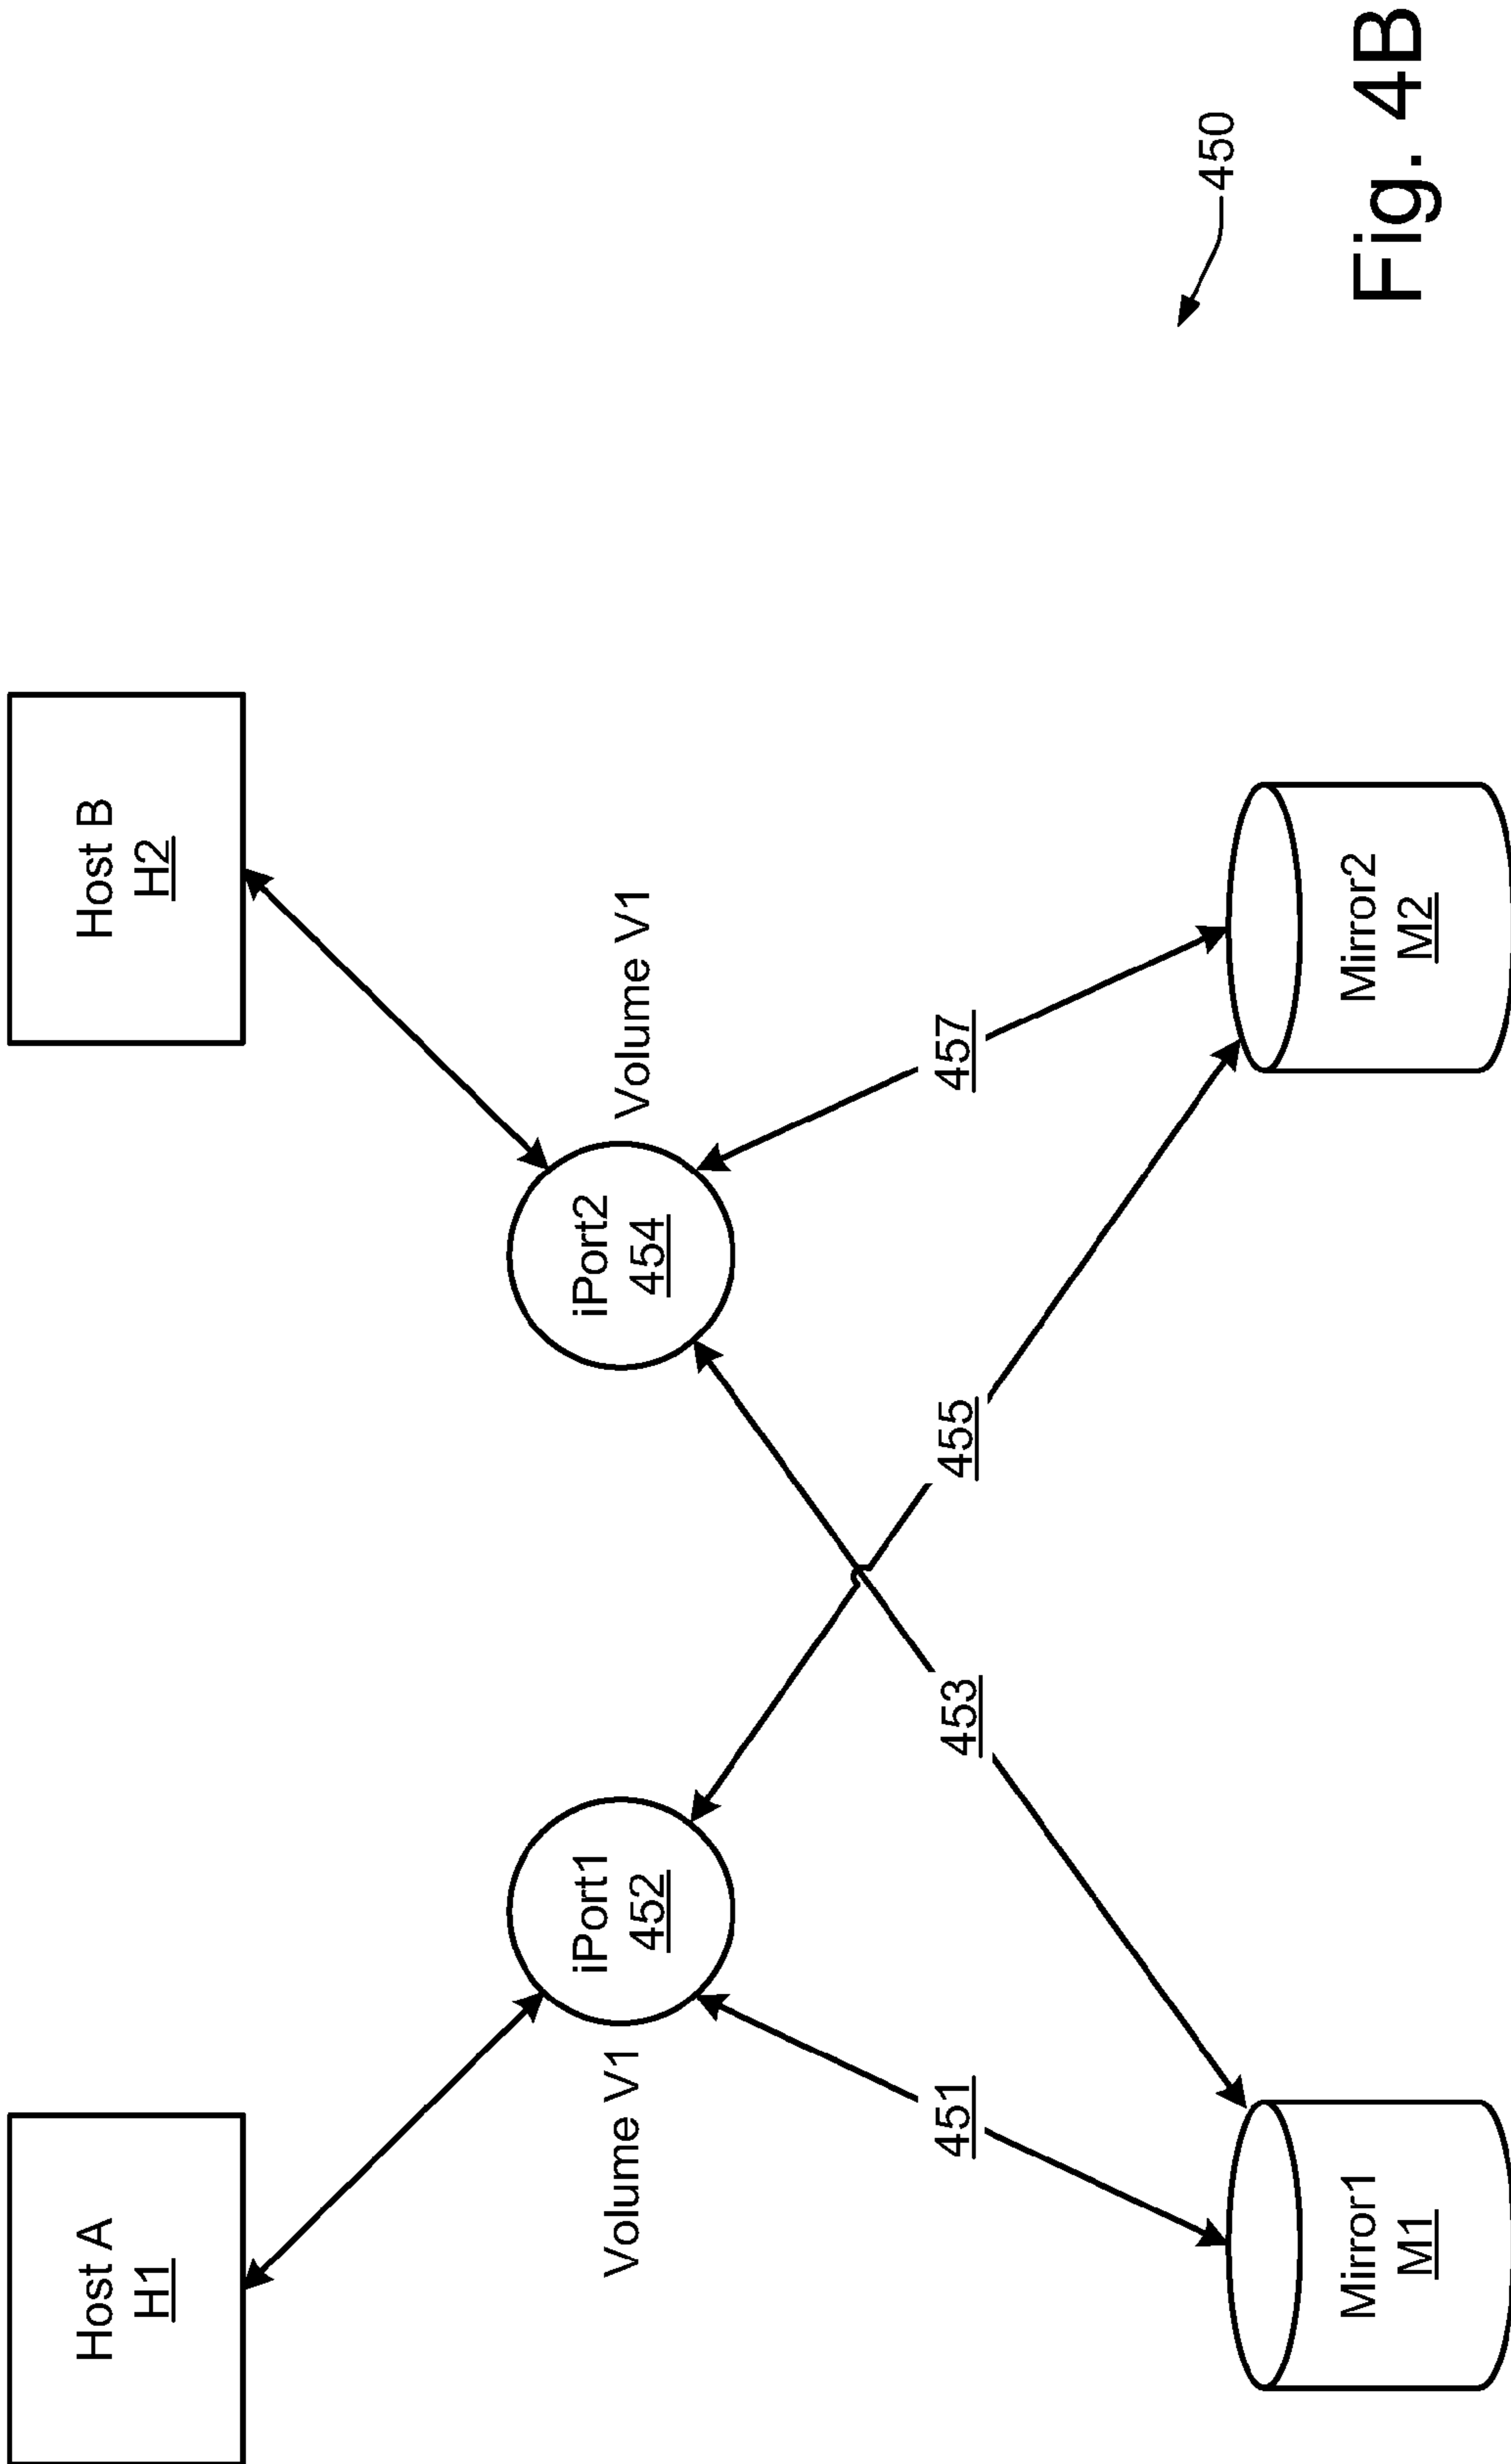 Host A
H1
Host B
H2
iPort1
452
iPort2
454
Volume V1
Volume V1
451
453
455
457
Mirror1
M1
Mirror2
M2
450
Fig. 4B